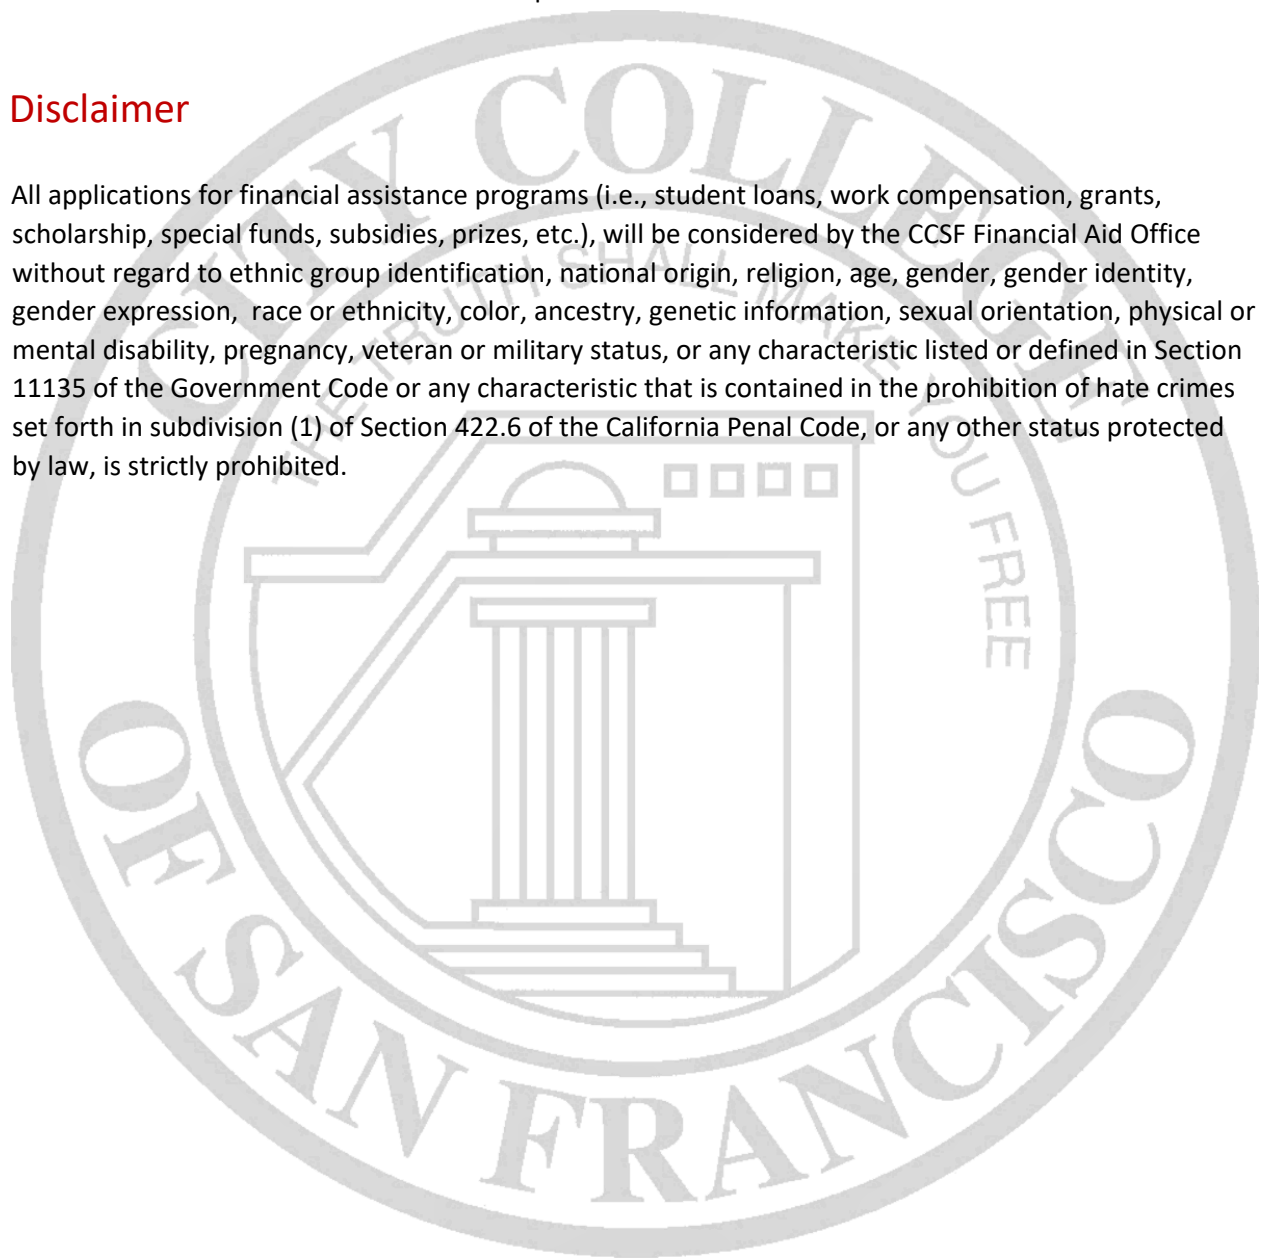 Disclaimer
All applications for financial assistance programs (i.e., student loans, work compensation, grants,
scholarship, special funds, subsidies, prizes, etc.), will be considered by the CCSF Financial Aid Office
without regard to ethnic group identification, national origin, religion, age, gender, gender identity,
gender expression,  race or ethnicity, color, ancestry, genetic information, sexual orientation, physical or
mental disability, pregnancy, veteran or military status, or any characteristic listed or defined in Section
11135 of the Government Code or any characteristic that is contained in the prohibition of hate crimes
set forth in subdivision (1) of Section 422.6 of the California Penal Code, or any other status protected
by law, is strictly prohibited.
CITY COLLEGE
OF SAN FRANCISCO
THE TRUTH SHALL MAKE YOU FREE